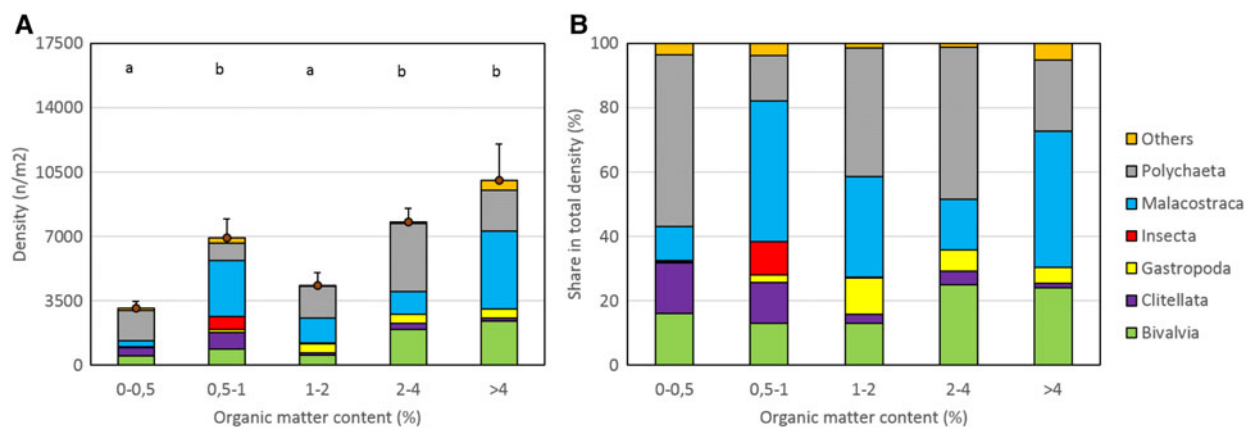 A
17500
14000
10500
7000
3500
0
Density (n/m2)
a
b
a
b
b
0-0,5
0,5-1
1-2
2-4
>4
Organic matter content (%)
B
100
80
60
40
20
0
Share in total density (%)
0-0,5
0,5-1
1-2
2-4
>4
Organic matter content (%)
Others
Polychaeta
Malacostraca
Insecta
Gastropoda
Clitellata
Bivalvia